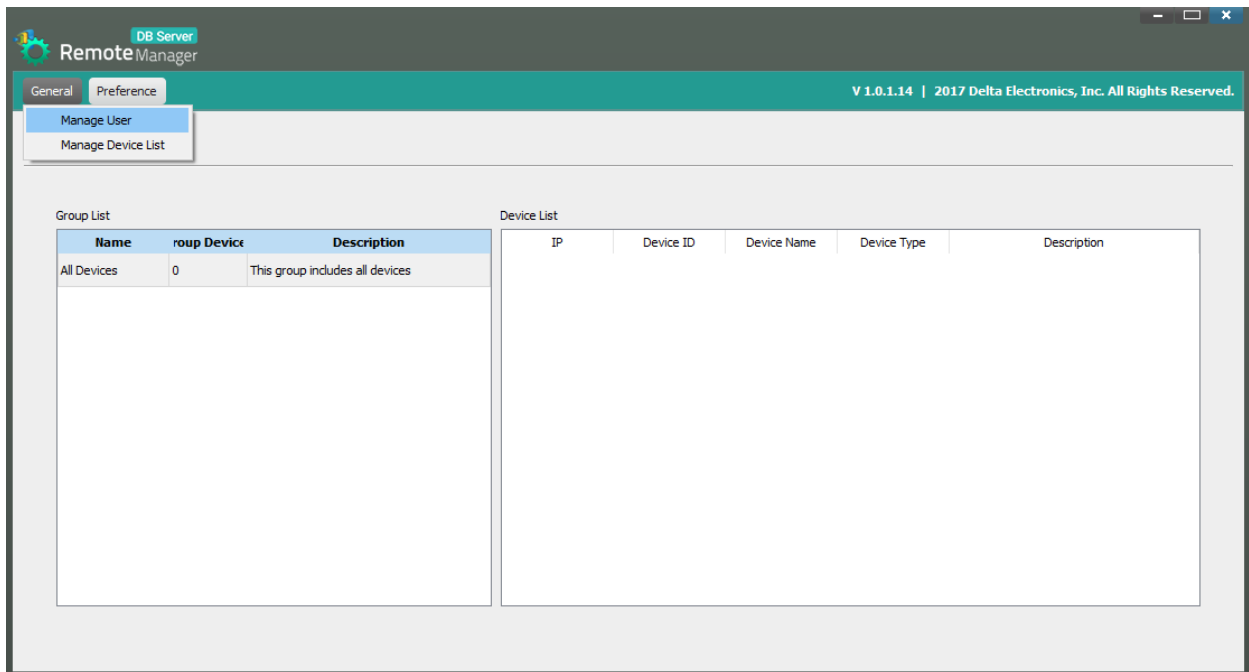 DB Server
RemoteManager
General Preference V 1.0.1.14 | 2017 Delta Electronics, Inc. All Rights Reserved.
Manage User
Manage Device List
Group List Device List
Name roup Device Description IP Device ID Device Name Device Type Description
All Devices 0 This group includes all devices